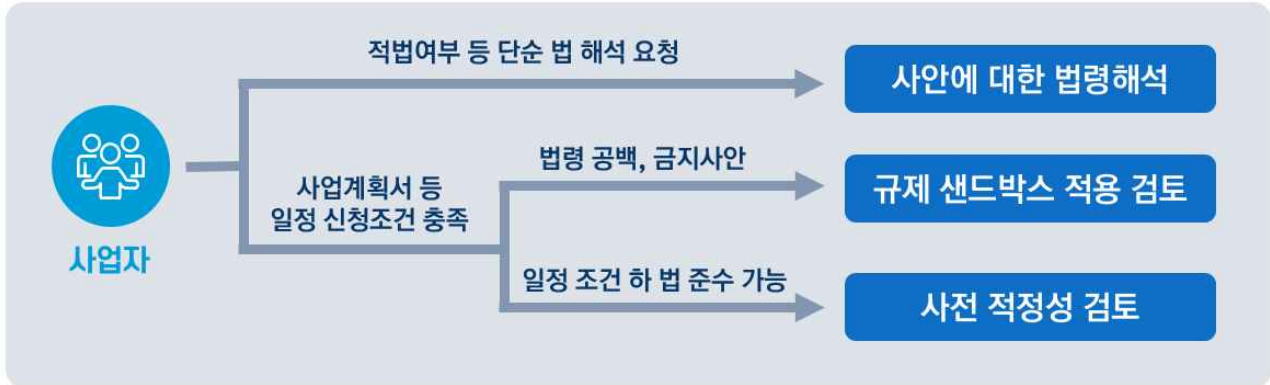 적법여부 등 단순 법 해석 요청
사안에 대한 법령해석
사업자
사업계획서 등
일정 신청조건 충족
법령 공백, 금지사안
규제 샌드박스 적용 검토
일정 조건 하 법 준수 가능
사전 적정성 검토